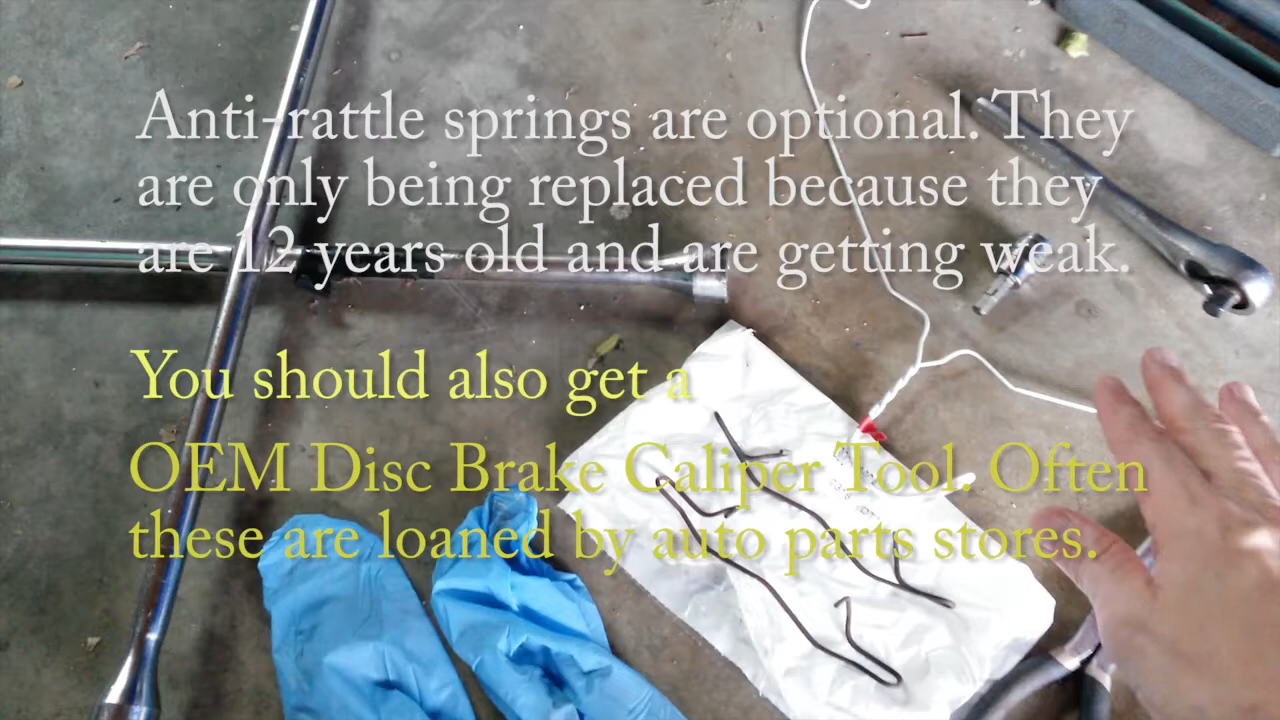 Anti-rattle springs are optional. They
are only being replaced because they
are 12 years old and are getting weak.
You should also get a
OEM Disc Brake Caliper Tool. Often
these are loaned by auto parts stores.